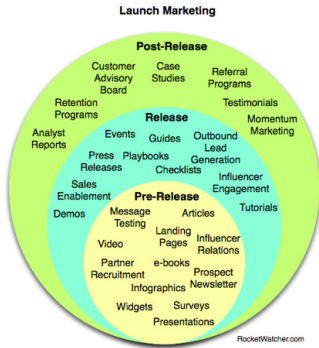 Launch Marketing
Post-Release
Customer
Advisory
Board
Case
Studies
Referral
Programs
Retention
Programs
Testimonials
Analyst
Reports
Momentum
Marketing
Release
Events
Guides
Outbound
Lead
Generation
Press
Releases
Playbooks
Checklists
Sales
Enablement
Influencer
Engagement
Demos
Tutorials
Pre-Release
Message
Testing
Articles
Video
Landing
Pages
Influencer
Relations
Partner
Recruitment
e-books
Prospect
Newsletter
Infographics
Widgets
Surveys
Presentations
RocketWatcher.com